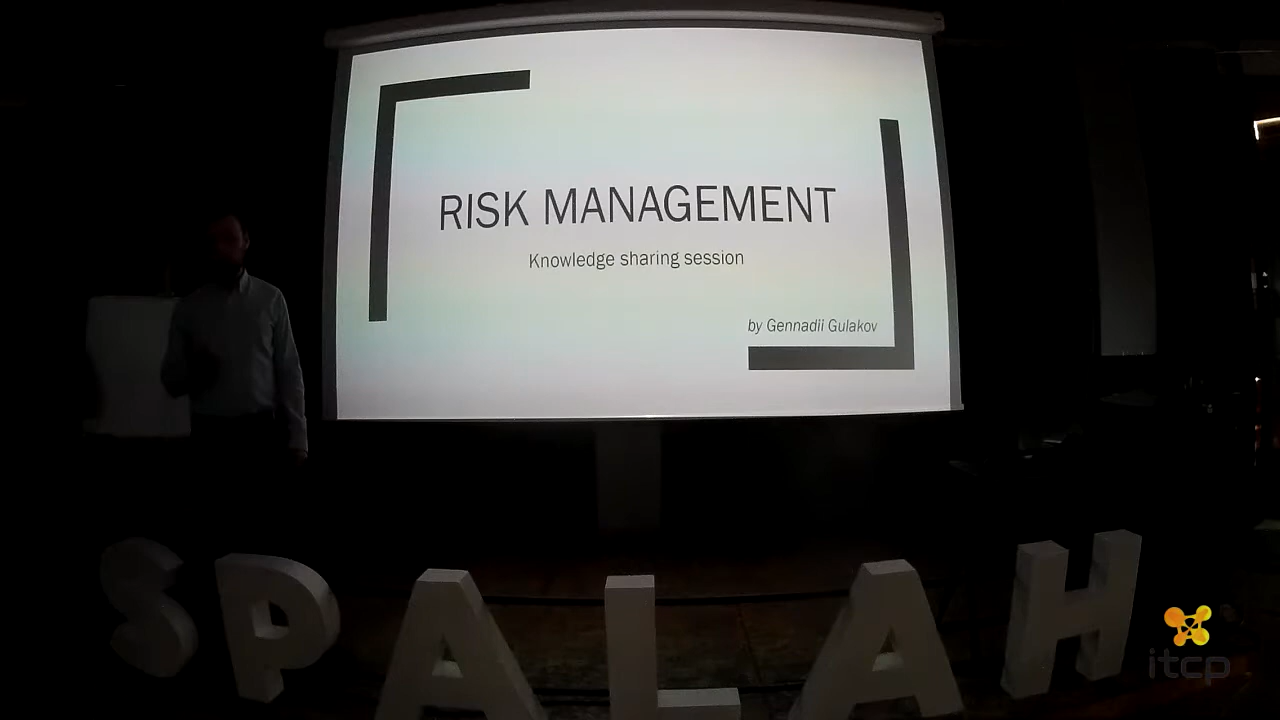 RISK MANAGEMENT
Knowledge sharing session
by Gennadii Gulakov
SPALAH
itcp